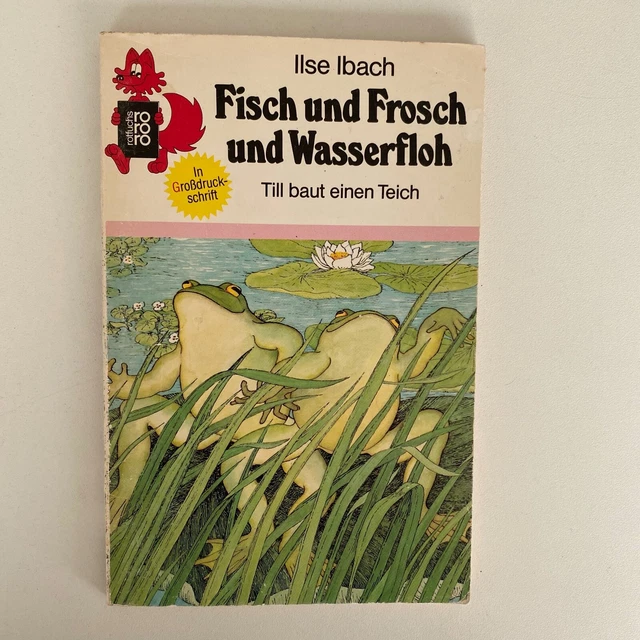 Ilse Ibach
Fisch und Frosch
und Wasserfloh
Till baut einen Teich
rotfuchs
rororo
In
Großdruck-
schrift